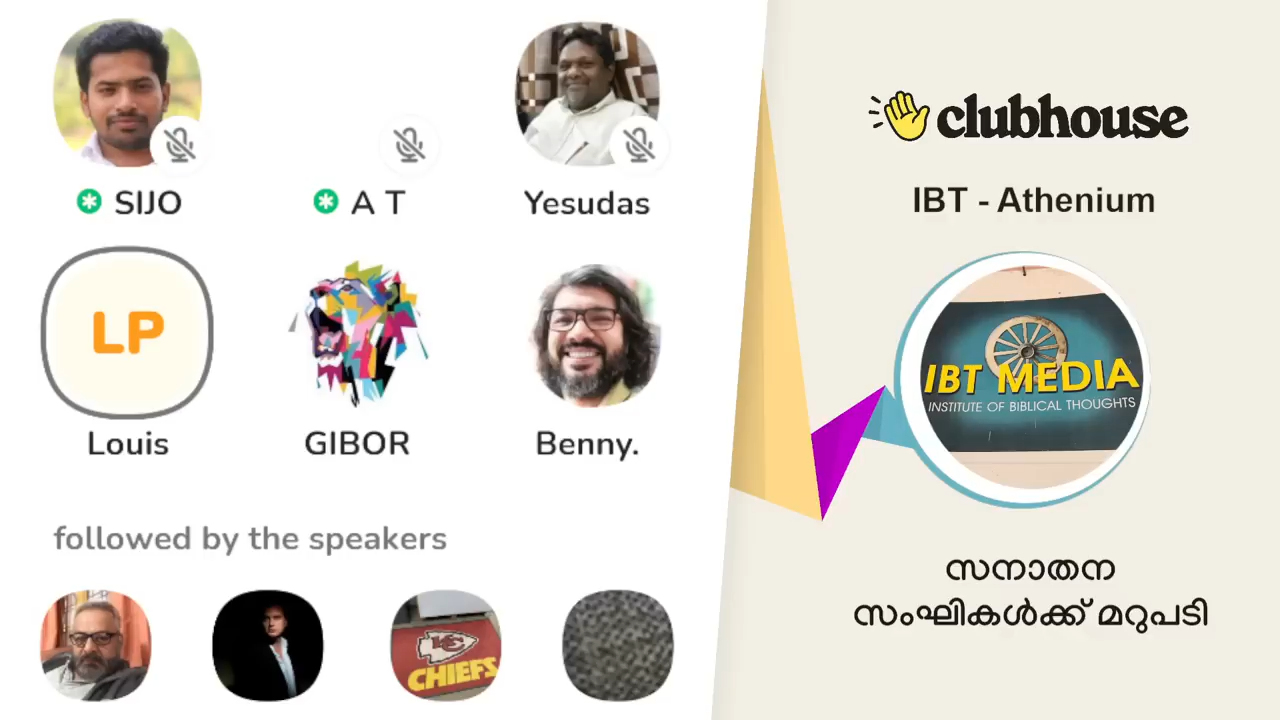 SIJO
A T
Yesudas
LP
Louis
GIBOR
Benny.
followed by the speakers
CHIEFS
clubhouse
IBT - Athenium
IBT MEDIA
INSTITUTE OF BIBLICAL THOUGHTS
സനാതന
സംഘികൾക്ക് മറുപടി